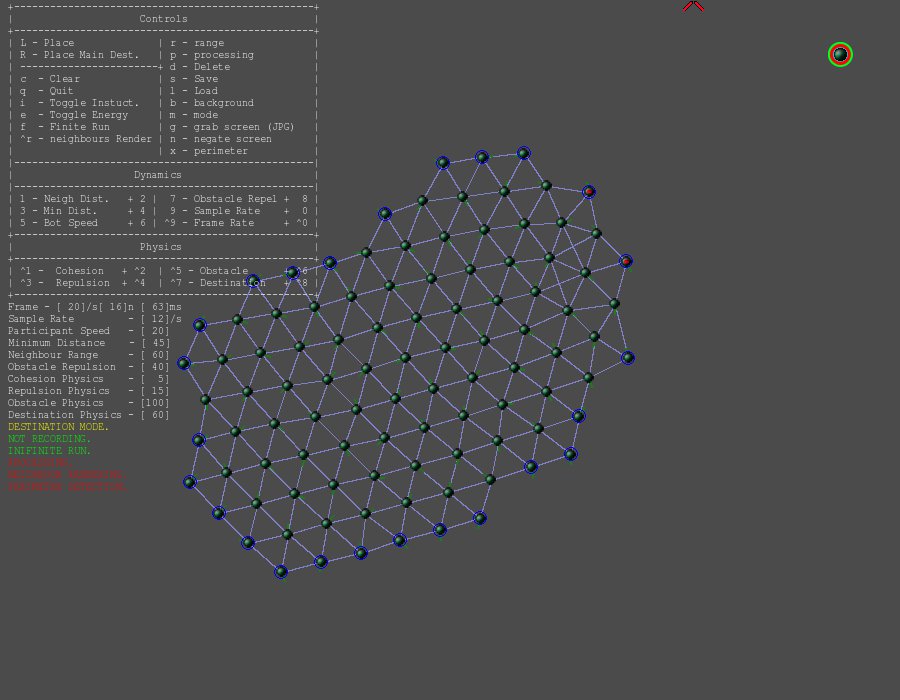 Controls
L - Place | r - range
R - Place Main Dest. | p - processing
d - Delete
c - Clear | s - Save
q - Quit | l - Load
i - Toggle Instuct. | b - background
e - Toggle Energy | m - mode
f - Finite Run | g - grab screen (JPG)
^r - neighbours Render | n - negate screen
| x - perimeter
Dynamics
1 - Neigh Dist. + 2 | 7 - Obstacle Repel + 8
3 - Min Dist. + 4 | 9 - Sample Rate + 0
5 - Bot Speed + 6 | ^9 - Frame Rate + ^0
Physics
^1 - Cohesion + ^2 | ^5 - Obstacle + ^6
^3 - Repulsion + ^4 | ^7 - Destination + ^8
Frame - [ 20]/s[ 16]n [ 63]ms
Sample Rate - [ 12]/s
Participant Speed - [ 20]
Minimum Distance - [ 45]
Neighbour Range - [ 60]
Obstacle Repulsion - [ 40]
Cohesion Physics - [ 5]
Repulsion Physics - [ 15]
Obstacle Physics -[100]
Destination Physics - [ 60]
DESTINATION MODE.
NOT RECORDING.
INIFINITE RUN.